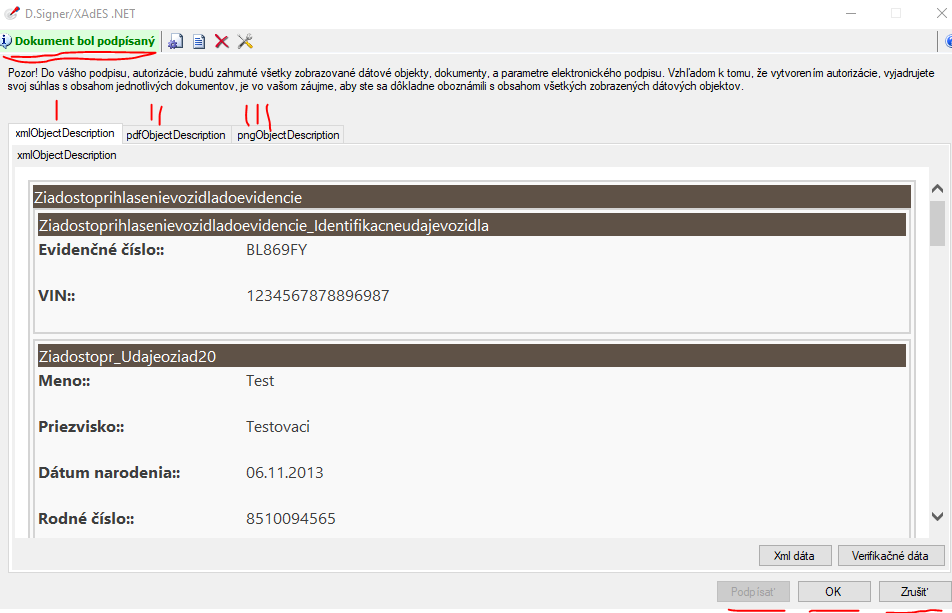 D.Signer/XAdES .NET
Dokument bol podpísaný
Pozor! Do vášho podpisu, autorizácie, budú zahrnuté všetky zobrazované dátové objekty, dokumenty, a parametre elektronického podpisu. Vzhľadom k tomu, že vytvorením autorizácie, vyjadrujete
svoj súhlas s obsahom jednotlivých dokumentov, je vo vašom záujme, aby ste sa dôkladne oboznámili s obsahom všetkých zobrazených dátových objektov.
I II III
xmlObjectDescription pdfObjectDescription pngObjectDescription
xmlObjectDescription
Ziadostoprihlasenievozidladoevidencie
Ziadostoprihlasenievozidladoevidencie_Identifikacneudajevozidla
Evidenčné číslo:: BL869FY
VIN:: 1234567878896987
Ziadostopr_Udajeoziad20
Meno:: Test
Priezvisko:: Testovaci
Dátum narodenia:: 06.11.2013
Rodné číslo:: 8510094565
Xml dáta Verifikačné dáta
Podpísať OK Zrušiť